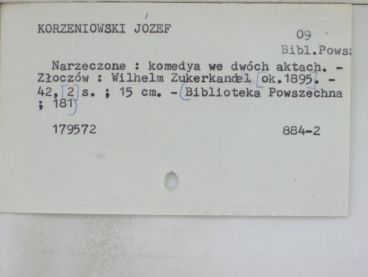 KORZENIOWSKI JÓZEF
09
Bibl.Pows
Narzeczone : komedya we dwóch aktach. -
Złoczów : Wilhelm Zukerkandel [ok.1895]. -
42, [2] s. ; 15 cm. - (Biblioteka Powszechna
; 181)
179572 884-2